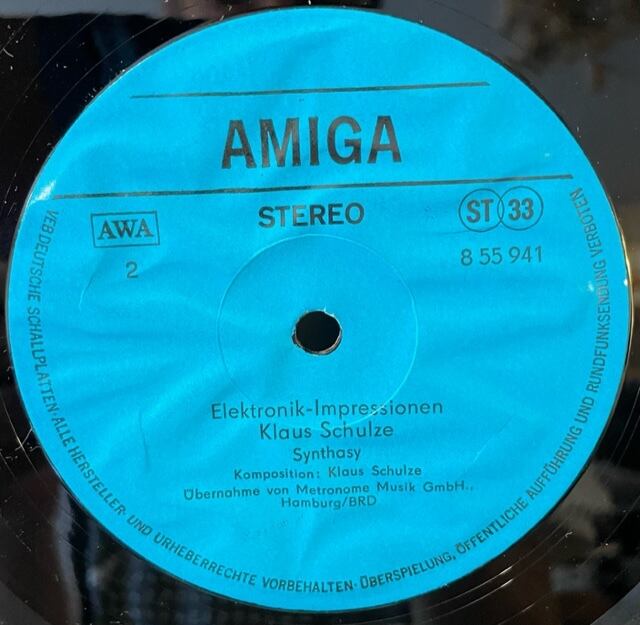 AMIGA
STEREO
AWA
ST 33
2
8 55 941
Elektronik-Impressionen
Klaus Schulze
Synthasy
Komposition: Klaus Schulze
Übernahme von Metronome Musik GmbH.,
Hamburg/BRD
VEB DEUTSCHE SCHALLPLATTEN · ALLE HERSTELLER- UND URHEBERRECHTE VORBEHALTEN · ÜBERSPIELUNG, ÖFFENTLICHE AUFFÜHRUNG UND RUNDFUNKSENDUNG VERBOTEN